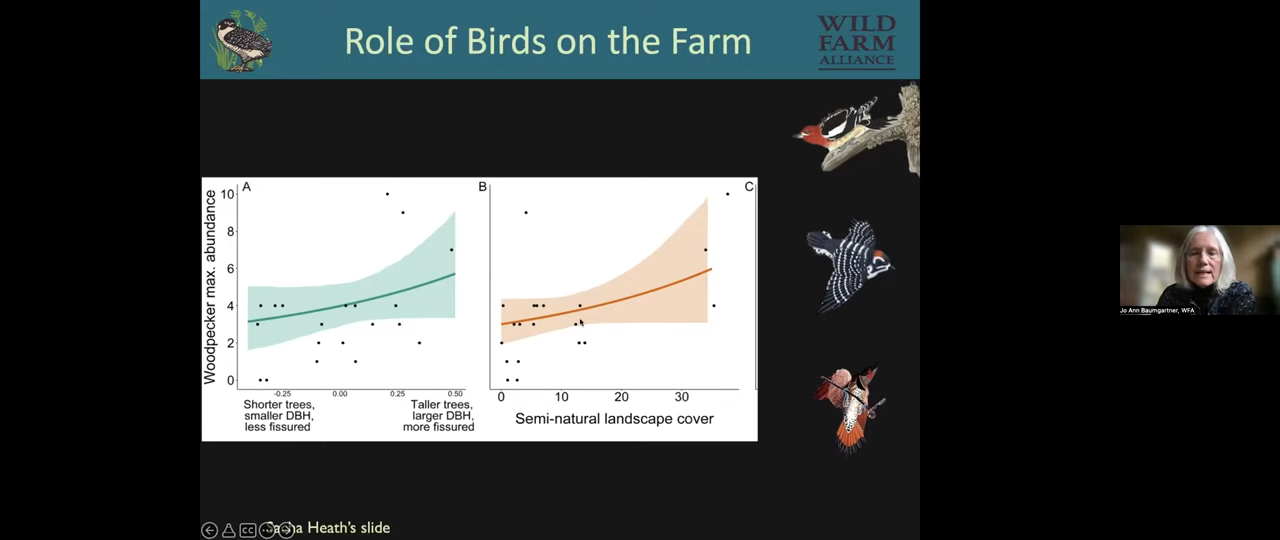 Role of Birds on the Farm
WILD
FARM
ALLIANCE
A
B
C
Woodpecker max. abundance
10
8
6
4
2
0
-0.25
0.00
0.25
0.50
Shorter trees,
smaller DBH,
less fissured
Taller trees,
larger DBH,
more fissured
0
10
20
30
Semi-natural landscape cover
Jo Ann Baumgartner, WFA
CC
Heath's slide